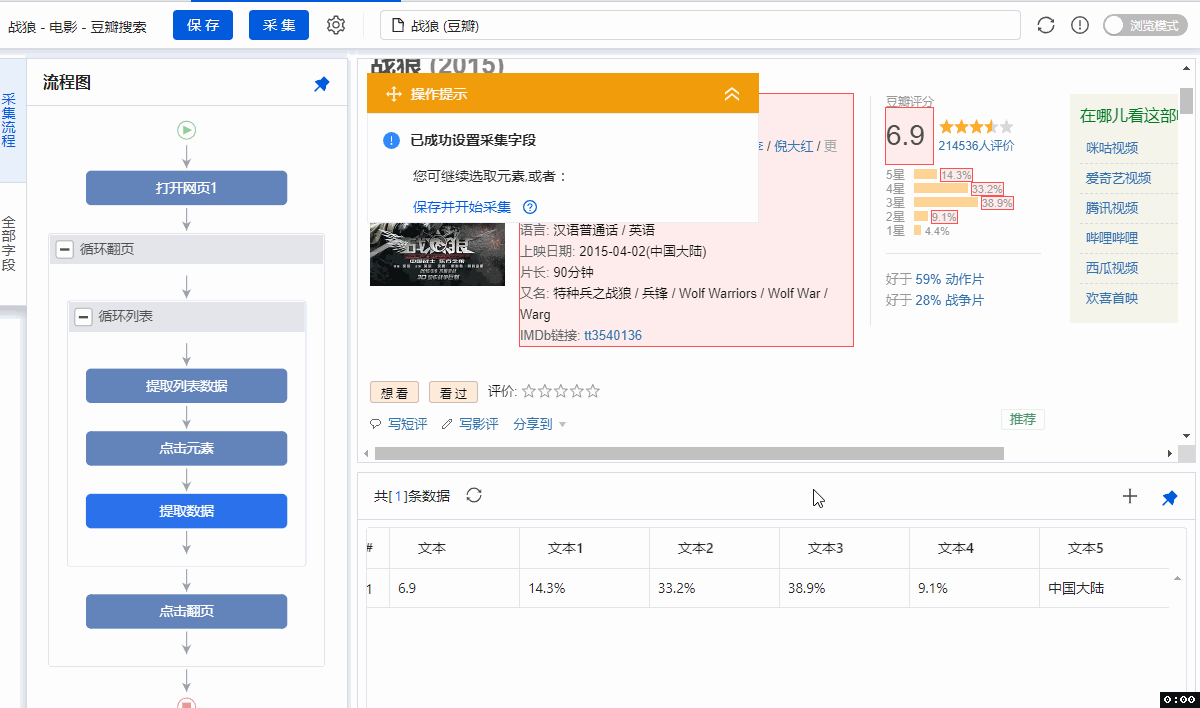 战狼 - 电影 - 豆瓣搜索
保 存
采 集
战狼 (豆瓣)
浏览模式
采集流程
全部字段
流程图
打开网页1
循环翻页
循环列表
提取列表数据
点击元素
提取数据
点击翻页
战狼 (2015)
操作提示
已成功设置采集字段
您可继续选取元素,或者：
保存并开始采集
/ 倪大红 / 更
语言: 汉语普通话 / 英语
上映日期: 2015-04-02(中国大陆)
片长: 90分钟
又名: 特种兵之战狼 / 兵锋 / Wolf Warriors / Wolf War /
Warg
IMDb链接: tt3540136
豆瓣评分
6.9
214536人评价
5星 14.3%
4星 33.2%
3星 38.9%
2星 9.1%
1星 4.4%
好于 59% 动作片
好于 28% 战争片
在哪儿看这部
咪咕视频
爱奇艺视频
腾讯视频
哔哩哔哩
西瓜视频
欢喜首映
想看
看过
评价:
写短评
写影评
分享到
推荐
共[ 1 ]条数据
# 文本 文本1 文本2 文本3 文本4 文本5
1 6.9 14.3% 33.2% 38.9% 9.1% 中国大陆
0:00